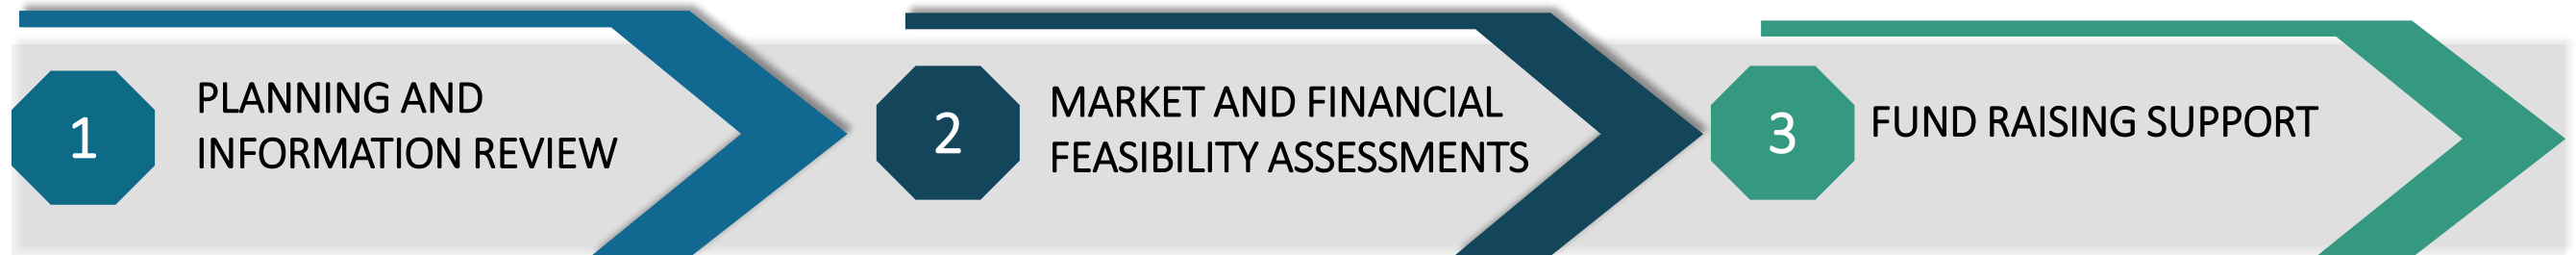 1
PLANNING AND
INFORMATION REVIEW
2
MARKET AND FINANCIAL
FEASIBILITY ASSESSMENTS
3
FUND RAISING SUPPORT